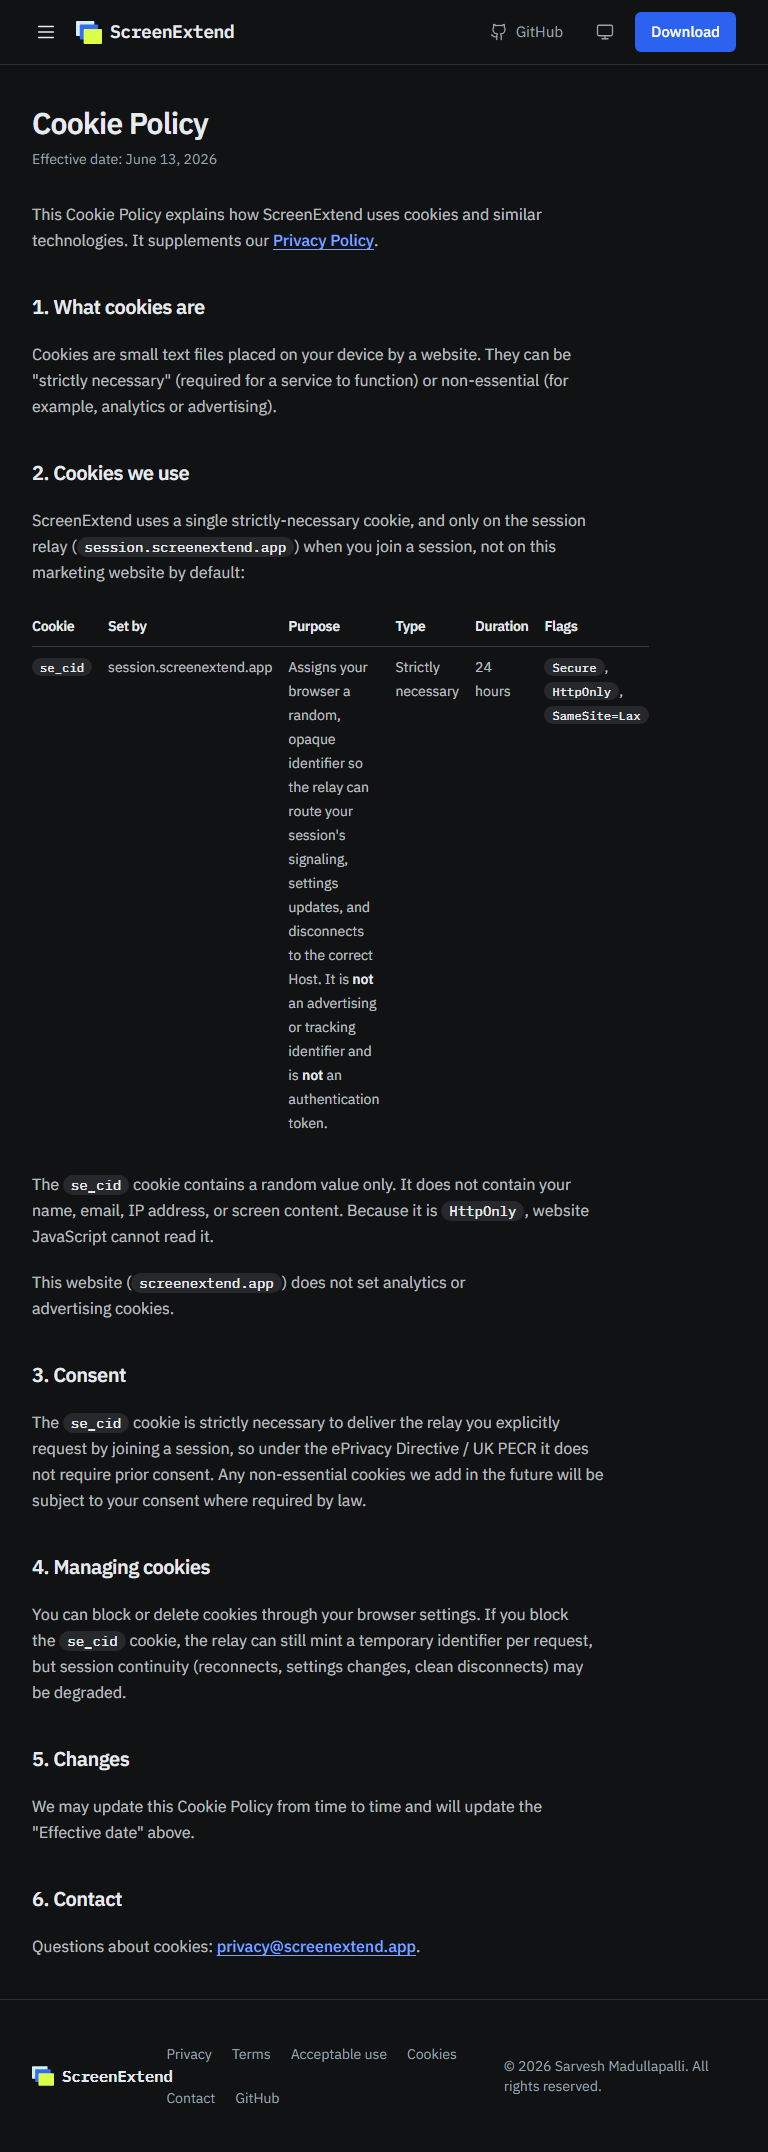 ScreenExtend
GitHub
Download
Cookie Policy
Effective date: June 13, 2026
This Cookie Policy explains how ScreenExtend uses cookies and similar
technologies. It supplements our Privacy Policy.
1. What cookies are
Cookies are small text files placed on your device by a website. They can be
"strictly necessary" (required for a service to function) or non-essential (for
example, analytics or advertising).
2. Cookies we use
ScreenExtend uses a single strictly-necessary cookie, and only on the session
relay ( session.screenextend.app ) when you join a session, not on this
marketing website by default:
Cookie Set by Purpose Type Duration Flags
se_cid session.screenextend.app Assigns your Strictly 24 Secure ,
browser a necessary hours HttpOnly ,
random, SameSite=Lax
opaque
identifier so
the relay can
route your
session's
signaling,
settings
updates, and
disconnects
to the correct
Host. It is not
an advertising
or tracking
identifier and
is not an
authentication
token.
The se_cid cookie contains a random value only. It does not contain your
name, email, IP address, or screen content. Because it is HttpOnly , website
JavaScript cannot read it.
This website ( screenextend.app ) does not set analytics or
advertising cookies.
3. Consent
The se_cid cookie is strictly necessary to deliver the relay you explicitly
request by joining a session, so under the ePrivacy Directive / UK PECR it does
not require prior consent. Any non-essential cookies we add in the future will be
subject to your consent where required by law.
4. Managing cookies
You can block or delete cookies through your browser settings. If you block
the se_cid cookie, the relay can still mint a temporary identifier per request,
but session continuity (reconnects, settings changes, clean disconnects) may
be degraded.
5. Changes
We may update this Cookie Policy from time to time and will update the
"Effective date" above.
6. Contact
Questions about cookies: privacy@screenextend.app.
ScreenExtend
Privacy Terms Acceptable use Cookies
Contact GitHub
© 2026 Sarvesh Madullapalli. All
rights reserved.